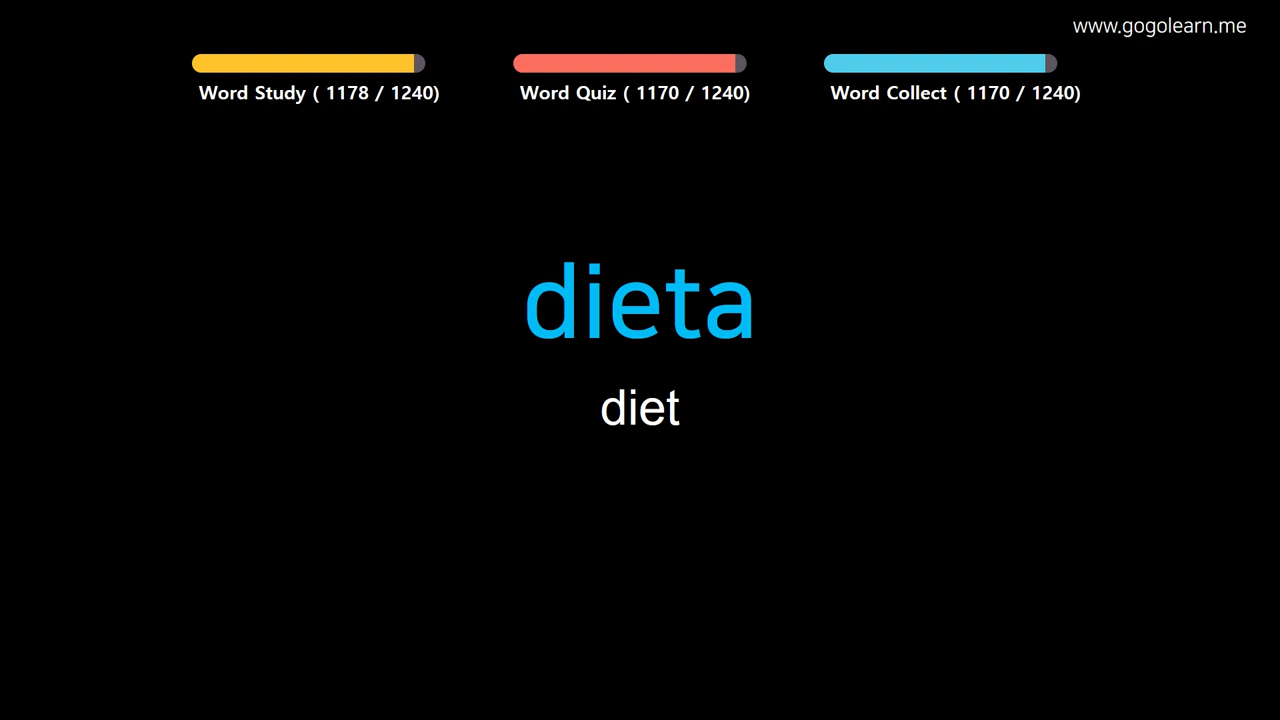 www.gogolearn.me
Word Study ( 1178 / 1240)
Word Quiz ( 1170 / 1240)
Word Collect ( 1170 / 1240)
dieta
diet